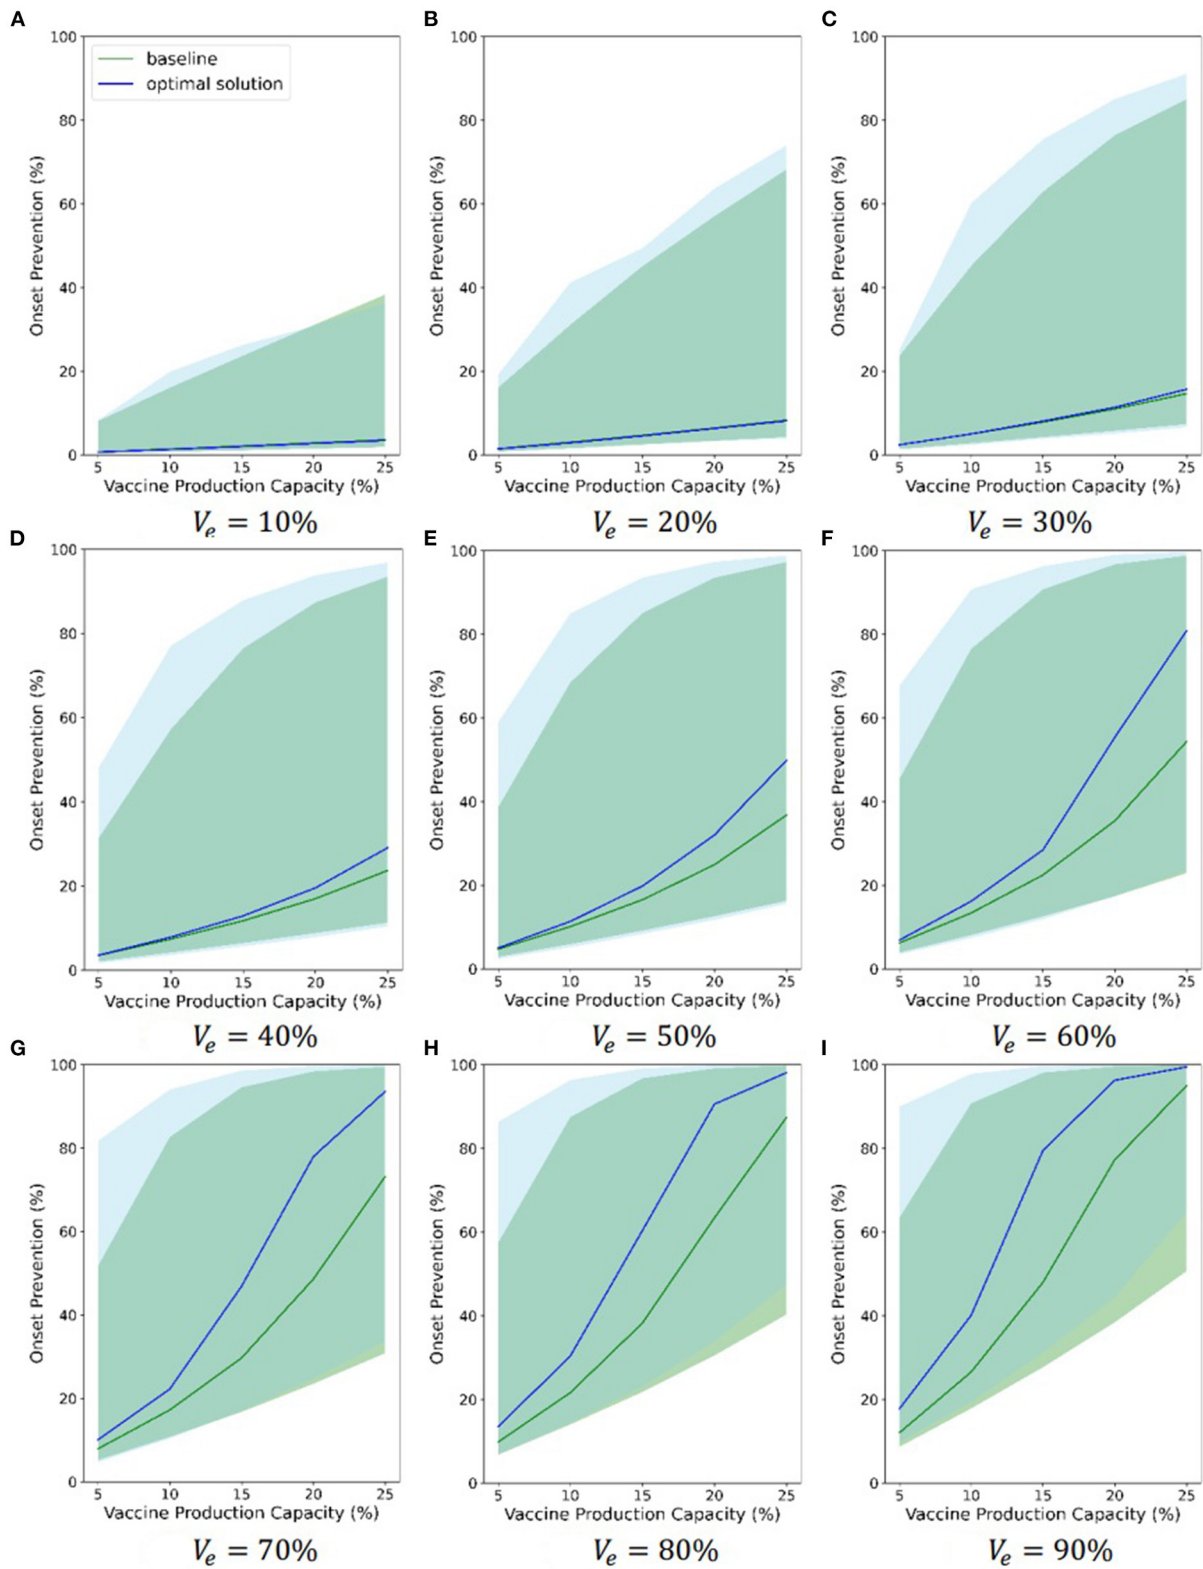 A
B
C
100
80
60
40
20
0
Onset Prevention (%)
baseline
optimal solution
5 10 15 20 25
Vaccine Production Capacity (%)
Vₑ = 10%
100
80
60
40
20
0
Onset Prevention (%)
5 10 15 20 25
Vaccine Production Capacity (%)
Vₑ = 20%
100
80
60
40
20
0
Onset Prevention (%)
5 10 15 20 25
Vaccine Production Capacity (%)
Vₑ = 30%
D
E
F
100
80
60
40
20
0
Onset Prevention (%)
5 10 15 20 25
Vaccine Production Capacity (%)
Vₑ = 40%
100
80
60
40
20
0
Onset Prevention (%)
5 10 15 20 25
Vaccine Production Capacity (%)
Vₑ = 50%
100
80
60
40
20
0
Onset Prevention (%)
5 10 15 20 25
Vaccine Production Capacity (%)
Vₑ = 60%
G
H
I
100
80
60
40
20
0
Onset Prevention (%)
5 10 15 20 25
Vaccine Production Capacity (%)
Vₑ = 70%
100
80
60
40
20
0
Onset Prevention (%)
5 10 15 20 25
Vaccine Production Capacity (%)
Vₑ = 80%
100
80
60
40
20
0
Onset Prevention (%)
5 10 15 20 25
Vaccine Production Capacity (%)
Vₑ = 90%